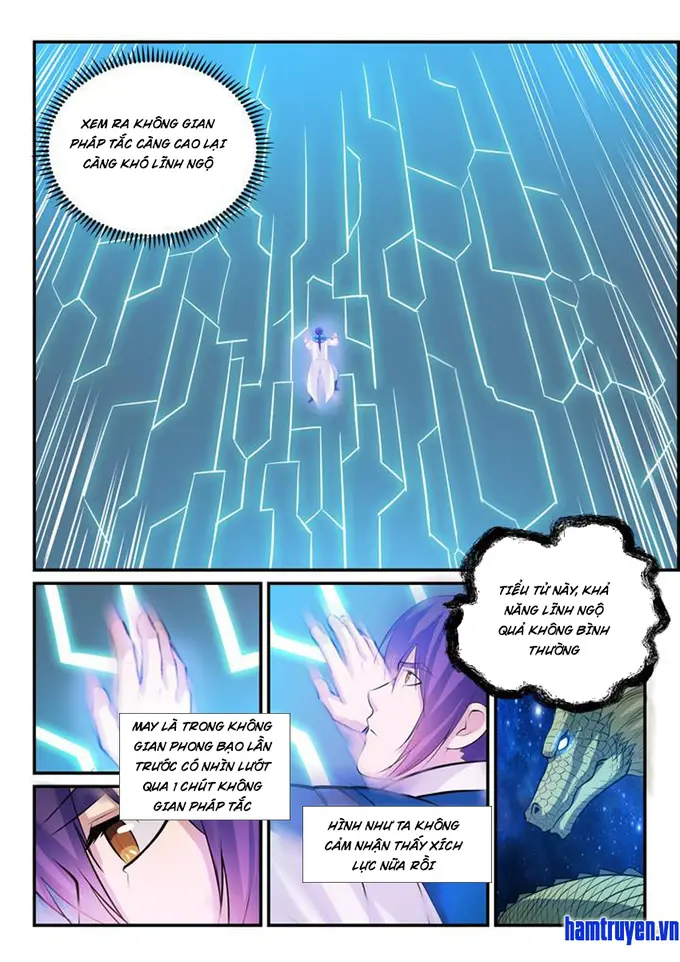 XEM RA KHÔNG GIAN
PHÁP TẮC CÀNG CAO LẠI
CÀNG KHÓ LĨNH NGỘ
TIỂU TỬ NÀY, KHẢ
NĂNG LĨNH NGỘ
QUẢ KHÔNG BÌNH
THƯỜNG
MAY LÀ TRONG KHÔNG
GIAN PHONG BẠO LẦN
TRƯỚC CÓ NHÌN LƯỚT
QUA 1 CHÚT KHÔNG
GIAN PHÁP TẮC
HÌNH NHƯ TA KHÔNG
CẢM NHẬN THẤY XÍCH
LỰC NỮA RỒI
hamtruyen.vn